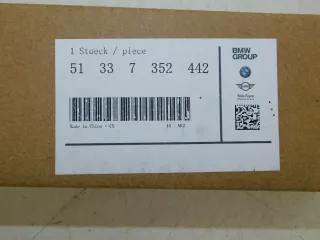 1 Stueck / piece
51 33 7 352 442
Made in China - CN
BMW
GROUP